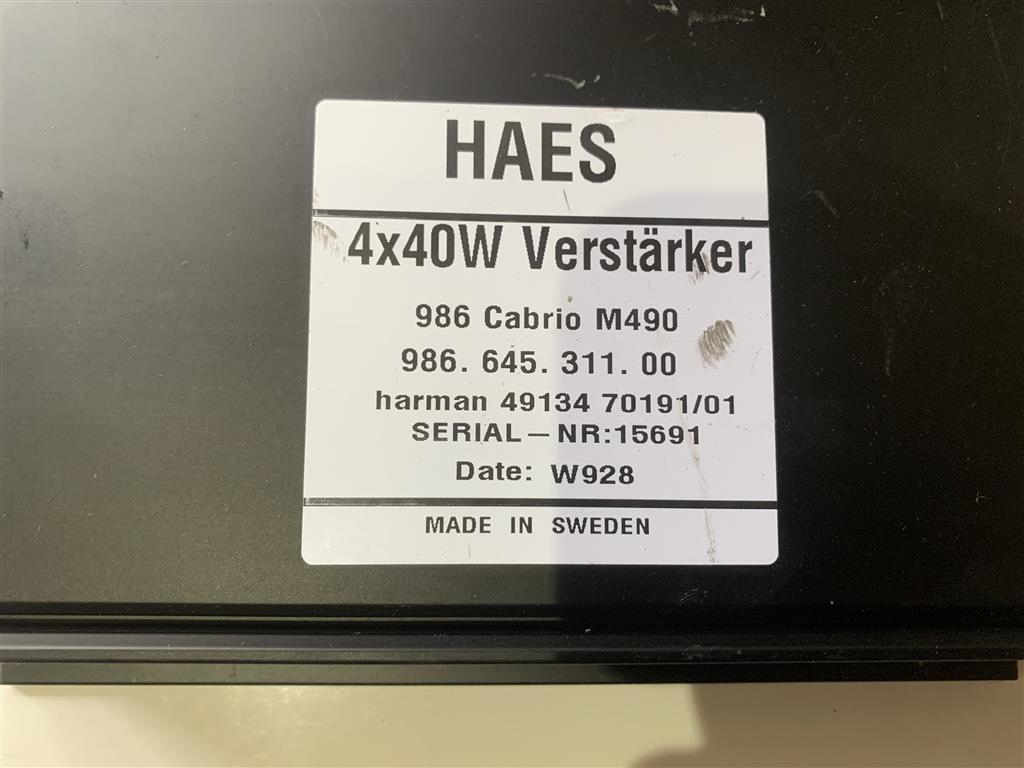 HAES
4x40W Verstärker
986 Cabrio M490
986. 645. 311. 00
harman 49134 70191/01
SERIAL – NR:15691
Date: W928
MADE IN SWEDEN